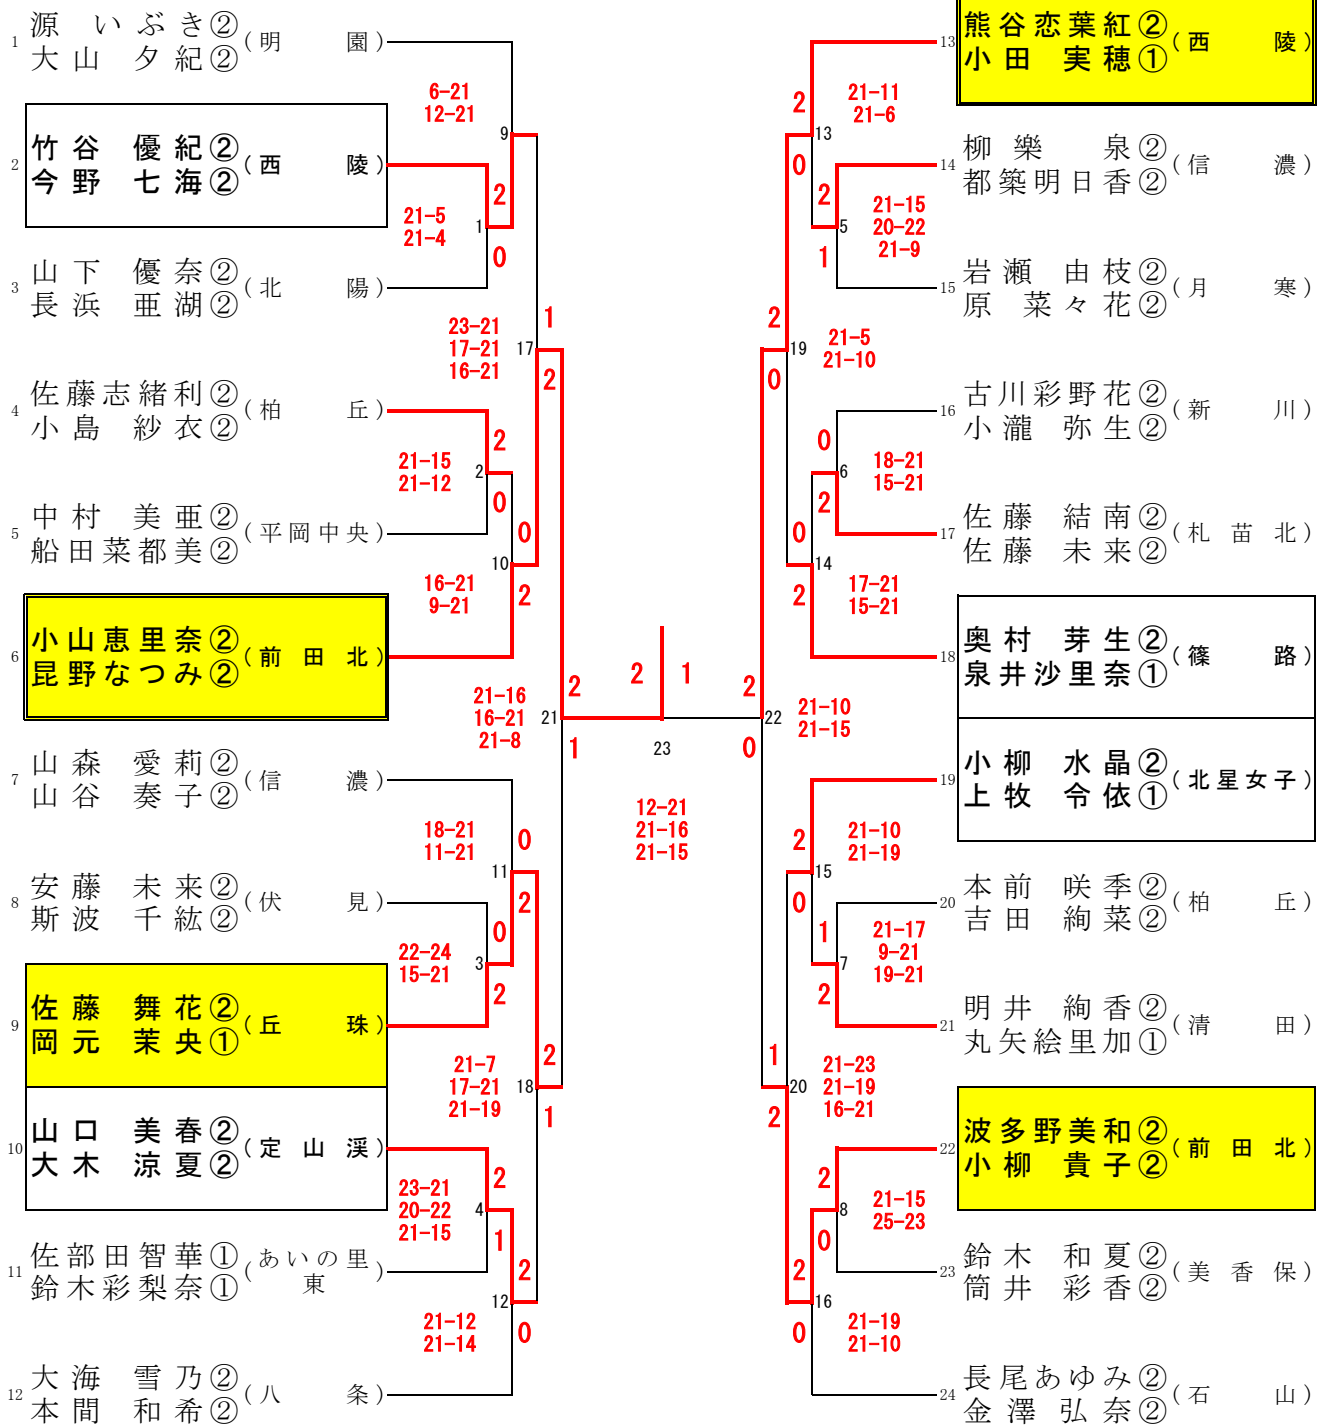 1 源 いぶき② (明園)
大山 夕紀②
6-21
12-21
9
2 竹谷 優紀② (西陵)
今野 七海②
2
21-5
21-4
1
0
3 山下 優奈② (北陽)
長浜 亜湖②
1
23-21
17-21
16-21
17
2
4 佐藤志緒利② (柏丘)
小島 紗衣②
2
21-15
21-12
2
0
0
5 中村 美亜② (平岡中央)
船田菜都美②
10
16-21
9-21
2
6 小山恵里奈② (前田北)
昆野なつみ②
2
21-16
16-21
21-8
21
1
7 山森 愛莉② (信濃)
山谷 奏子②
18-21
11-21
0
11
2
8 安藤 未来② (伏見)
斯波 千紘②
0
22-24
15-21
3
2
9 佐藤 舞花② (丘珠)
岡元 茉央①
2
21-7
17-21
21-19
18
1
10 山口 美春② (定山渓)
大木 涼夏②
2
23-21
20-22
21-15
4
1
2
11 佐部田智華① (あいの里東)
鈴木彩梨奈①
12
21-12
21-14
0
12 大海 雪乃② (八条)
本間 和希②
2
1
23
12-21
21-16
21-15
13 熊谷恋葉紅② (西陵)
小田 実穂①
2
21-11
21-6
13
0
14 柳樂 泉② (信濃)
都築明日香②
2
21-15
20-22
21-9
5
1
15 岩瀬 由枝② (月寒)
原 菜々花②
2
19
21-5
21-10
0
16 古川彩野花② (新川)
小瀧 弥生②
0
6
18-21
15-21
2
17 佐藤 結南② (札苗北)
佐藤 未来②
0
14
17-21
15-21
2
18 奥村 芽生② (篠路)
泉井沙里奈①
2
22
21-10
21-15
0
19 小柳 水晶② (北星女子)
上牧 令依①
2
21-10
21-19
15
0
20 本前 咲季② (柏丘)
吉田 絢菜②
1
21-17
9-21
19-21
7
2
21 明井 絢香② (清田)
丸矢絵里加①
1
20
21-23
21-19
16-21
2
22 波多野美和② (前田北)
小柳 貴子②
2
21-15
25-23
8
0
23 鈴木 和夏② (美香保)
筒井 彩香②
2
16
21-19
21-10
0
24 長尾あゆみ② (石山)
金澤 弘奈②